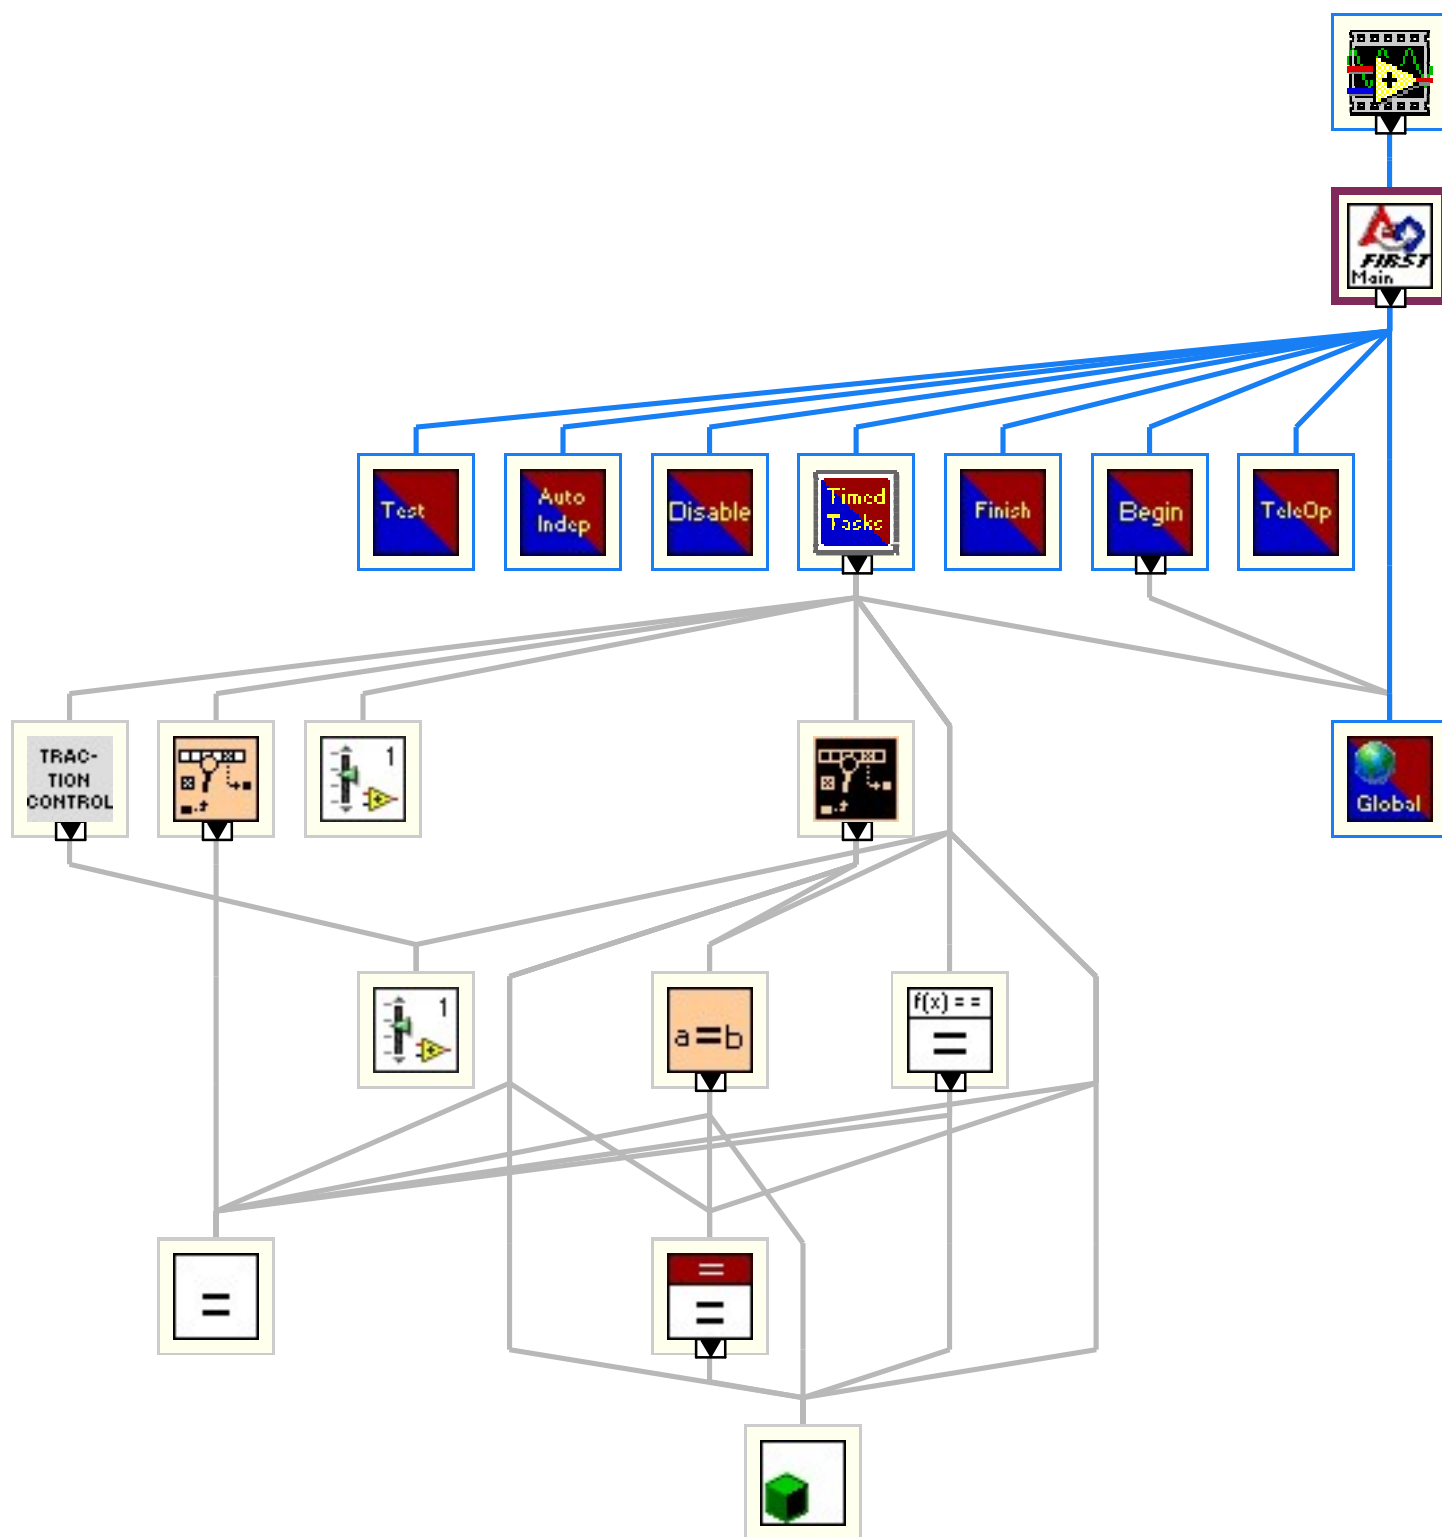 FIRST
Main
Test
Auto
Indep
Disable
Timed
Tasks
Finish
Begin
TeleOp
TRAC-
TION
CONTROL
1
Global
1
a=b
f(x) = =
=
=
=
=